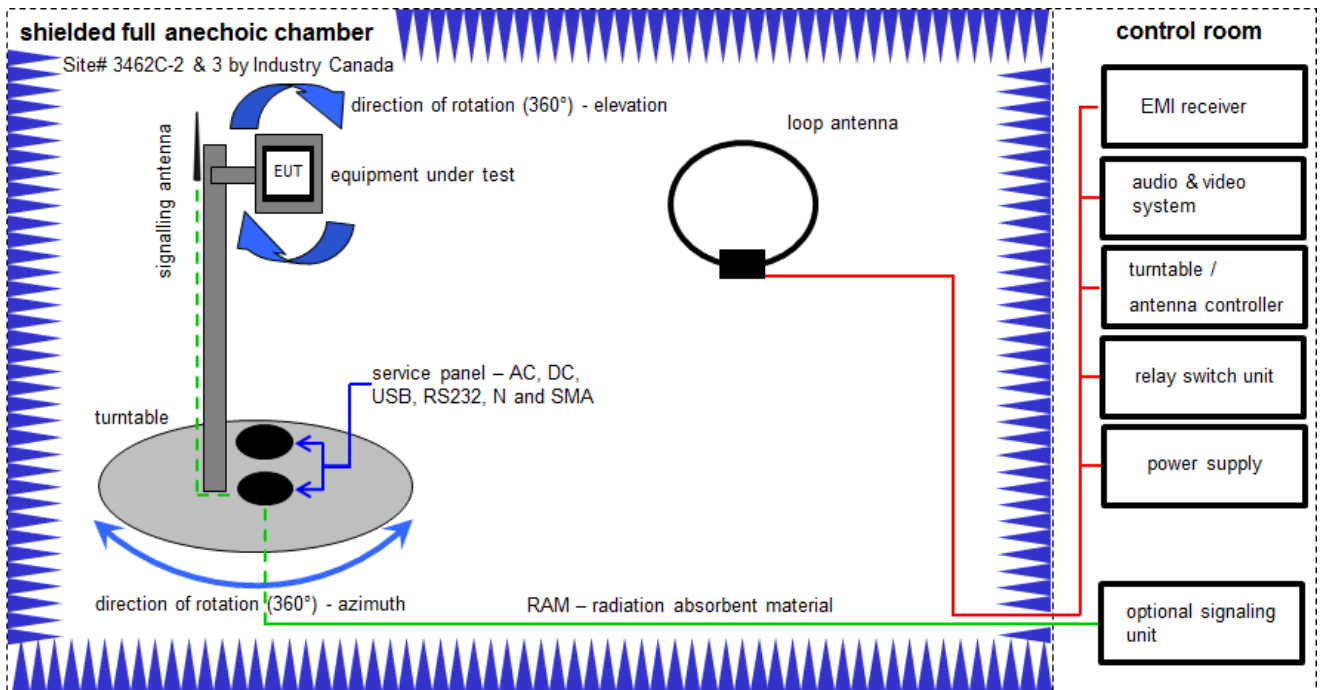 shielded full anechoic chamber
Site# 3462C-2 & 3 by Industry Canada
direction of rotation (360°) - elevation
signalling antenna
EUT
equipment under test
loop antenna
service panel – AC, DC,
USB, RS232, N and SMA
turntable
direction of rotation (360°) - azimuth
RAM – radiation absorbent material
control room
EMI receiver
audio & video
system
turntable /
antenna controller
relay switch unit
power supply
optional signaling
unit